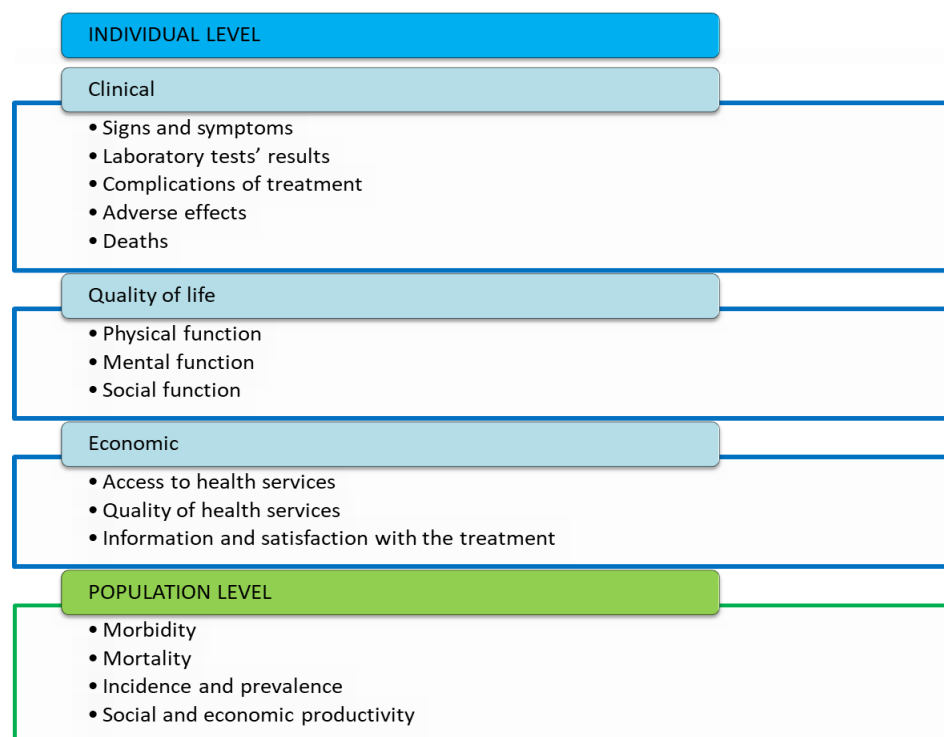 INDIVIDUAL LEVEL
Clinical
• Signs and symptoms
• Laboratory tests’ results
• Complications of treatment
• Adverse effects
• Deaths
Quality of life
• Physical function
• Mental function
• Social function
Economic
• Access to health services
• Quality of health services
• Information and satisfaction with the treatment
POPULATION LEVEL
• Morbidity
• Mortality
• Incidence and prevalence
• Social and economic productivity